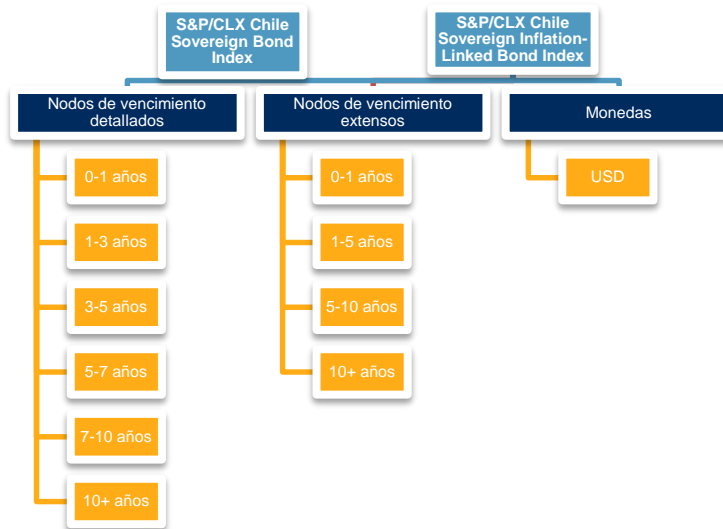 S&P/CLX Chile
Sovereign Bond
Index
S&P/CLX Chile
Sovereign Inflation-
Linked Bond Index
Nodos de vencimiento
detallados
0-1 años
1-3 años
3-5 años
5-7 años
7-10 años
10+ años
Nodos de vencimiento
extensos
0-1 años
1-5 años
5-10 años
10+ años
Monedas
USD